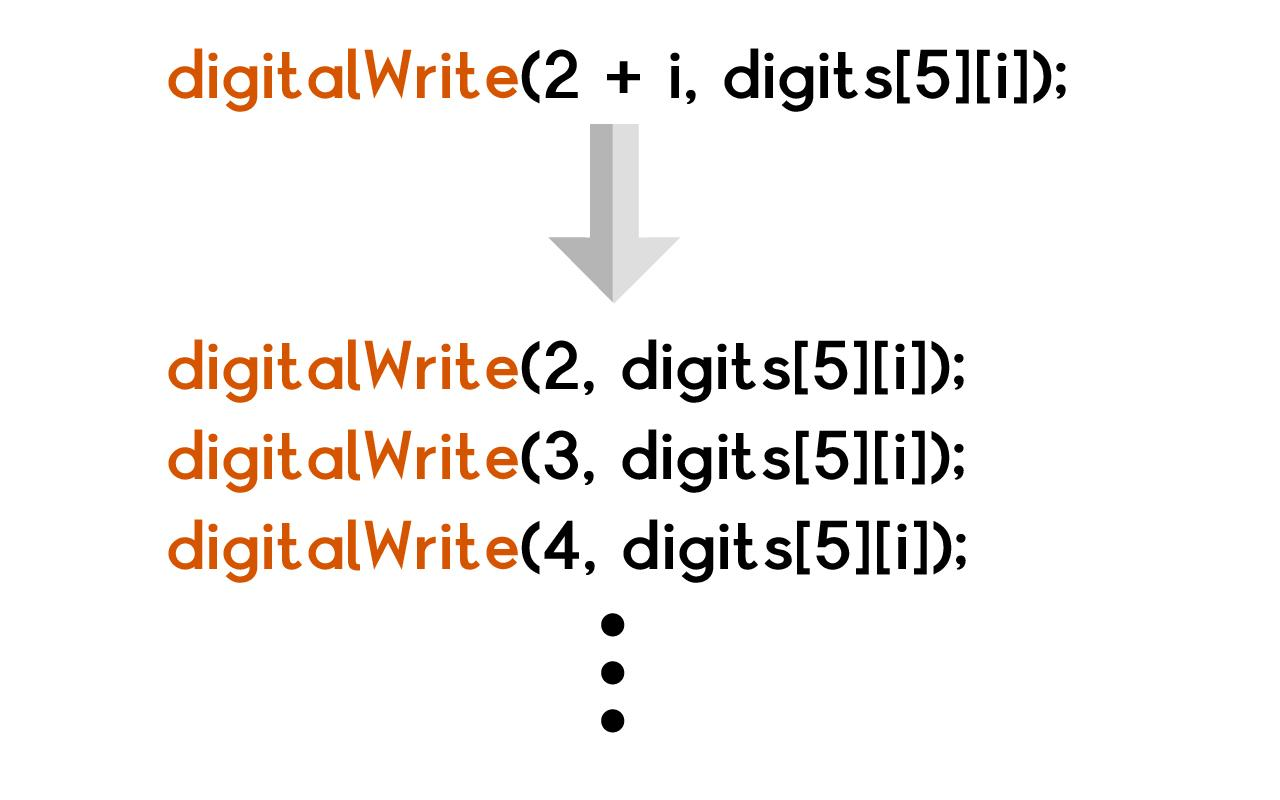 digitalWrite(2 + i, digits[5][i]);
digitalWrite(2, digits[5][i]);
digitalWrite(3, digits[5][i]);
digitalWrite(4, digits[5][i]);